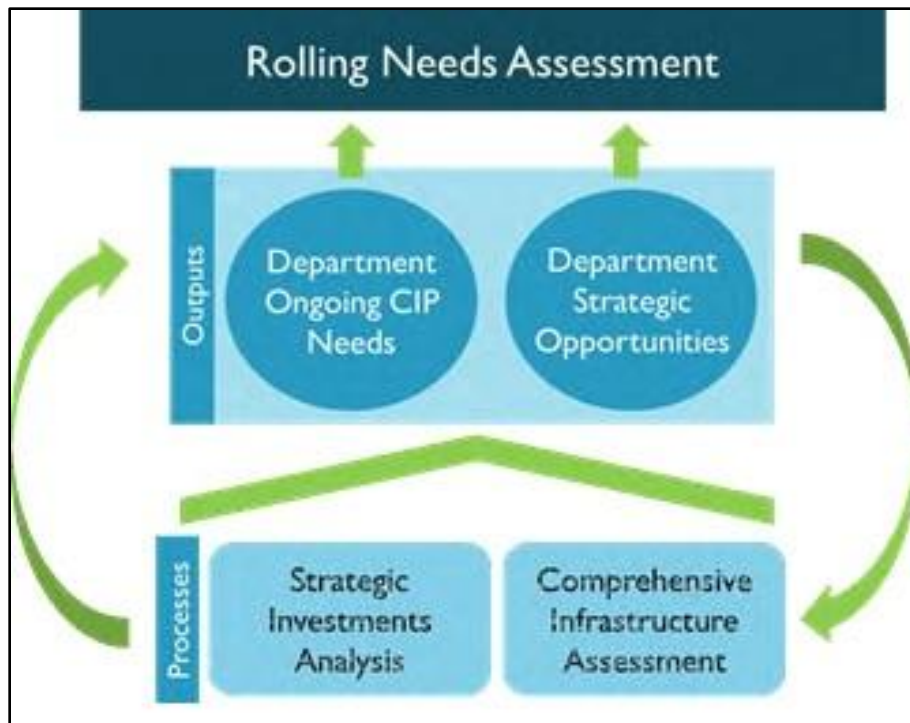 Rolling Needs Assessment
Outputs
Department
Ongoing CIP
Needs
Department
Strategic
Opportunities
Processes
Strategic
Investments
Analysis
Comprehensive
Infrastructure
Assessment